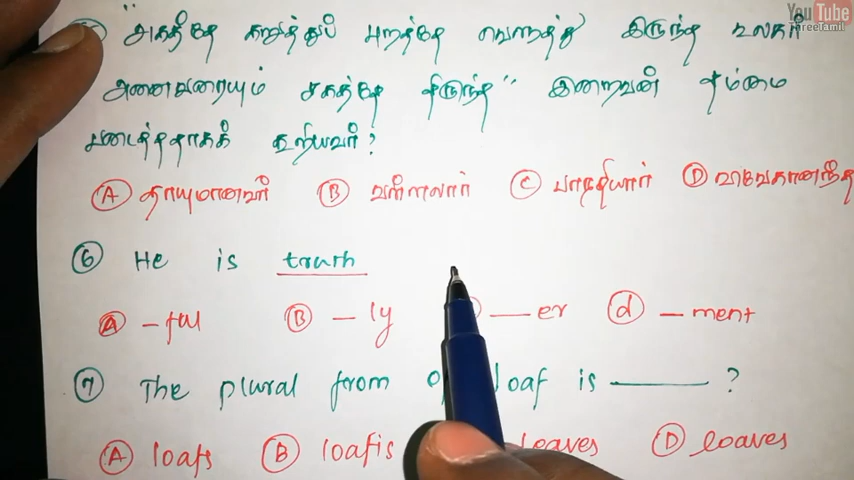 YouTube
ThreeTamil
"அகத்தே கறுத்துப் புறத்தே வெளுத்து இருந்த உலகர்
அனைவரையும் சகத்தே திருத்த" இறைவன் தம்மை
படைத்ததாகக் கூறியவர்?
A தாயுமானவர் B வள்ளலார் C பாரதியார் D விவேகானந்த
6 He is truth
A - ful B - ly — er d - ment
7 The plural from loaf is ——— ?
A loafs B loafis leaves D loaves